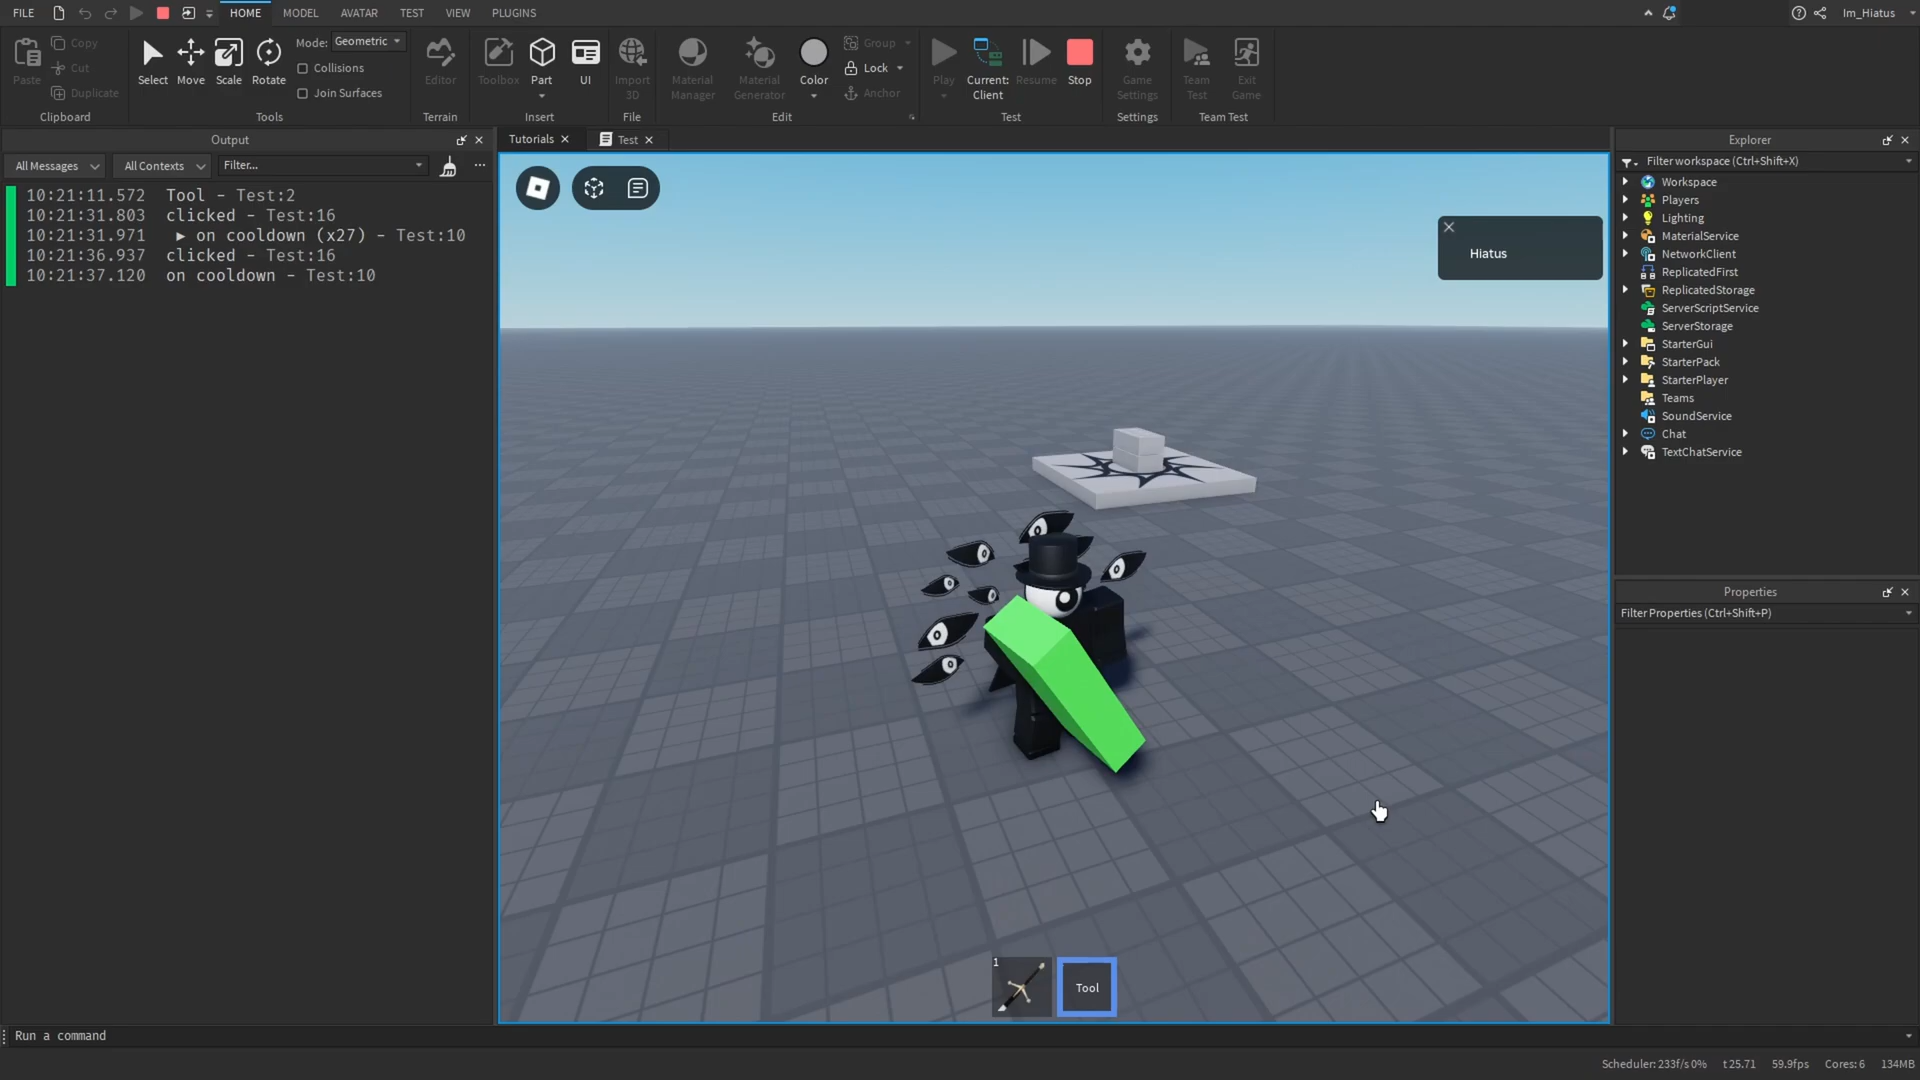 FILE HOME MODEL AVATAR TEST VIEW PLUGINS Im_Hiatus
Paste Copy Cut Duplicate
Clipboard
Select Move Scale Rotate
Mode: Geometric
Collisions
Join Surfaces
Tools
Editor
Terrain
Toolbox Part UI
Insert
Import 3D
File
Material Manager
Material Generator
Color
Group
Lock
Anchor
Edit
Play
Current: Client
Resume Stop
Test
Game Settings
Settings
Team Test
Exit Game
Team Test
Output
All Messages All Contexts Filter...
10:21:11.572 Tool - Test:2
10:21:31.803 clicked - Test:16
10:21:31.971 ▶ on cooldown (x27) - Test:10
10:21:36.937 clicked - Test:16
10:21:37.120 on cooldown - Test:10
Tutorials Test
Hiatus
1
Tool
Explorer
Filter workspace (Ctrl+Shift+X)
Workspace
Players
Lighting
MaterialService
NetworkClient
ReplicatedFirst
ReplicatedStorage
ServerScriptService
ServerStorage
StarterGui
StarterPack
StarterPlayer
Teams
SoundService
Chat
TextChatService
Properties
Filter Properties (Ctrl+Shift+P)
Run a command
Scheduler: 233f/s 0% t 25.71 59.9fps Cores: 6 134MB